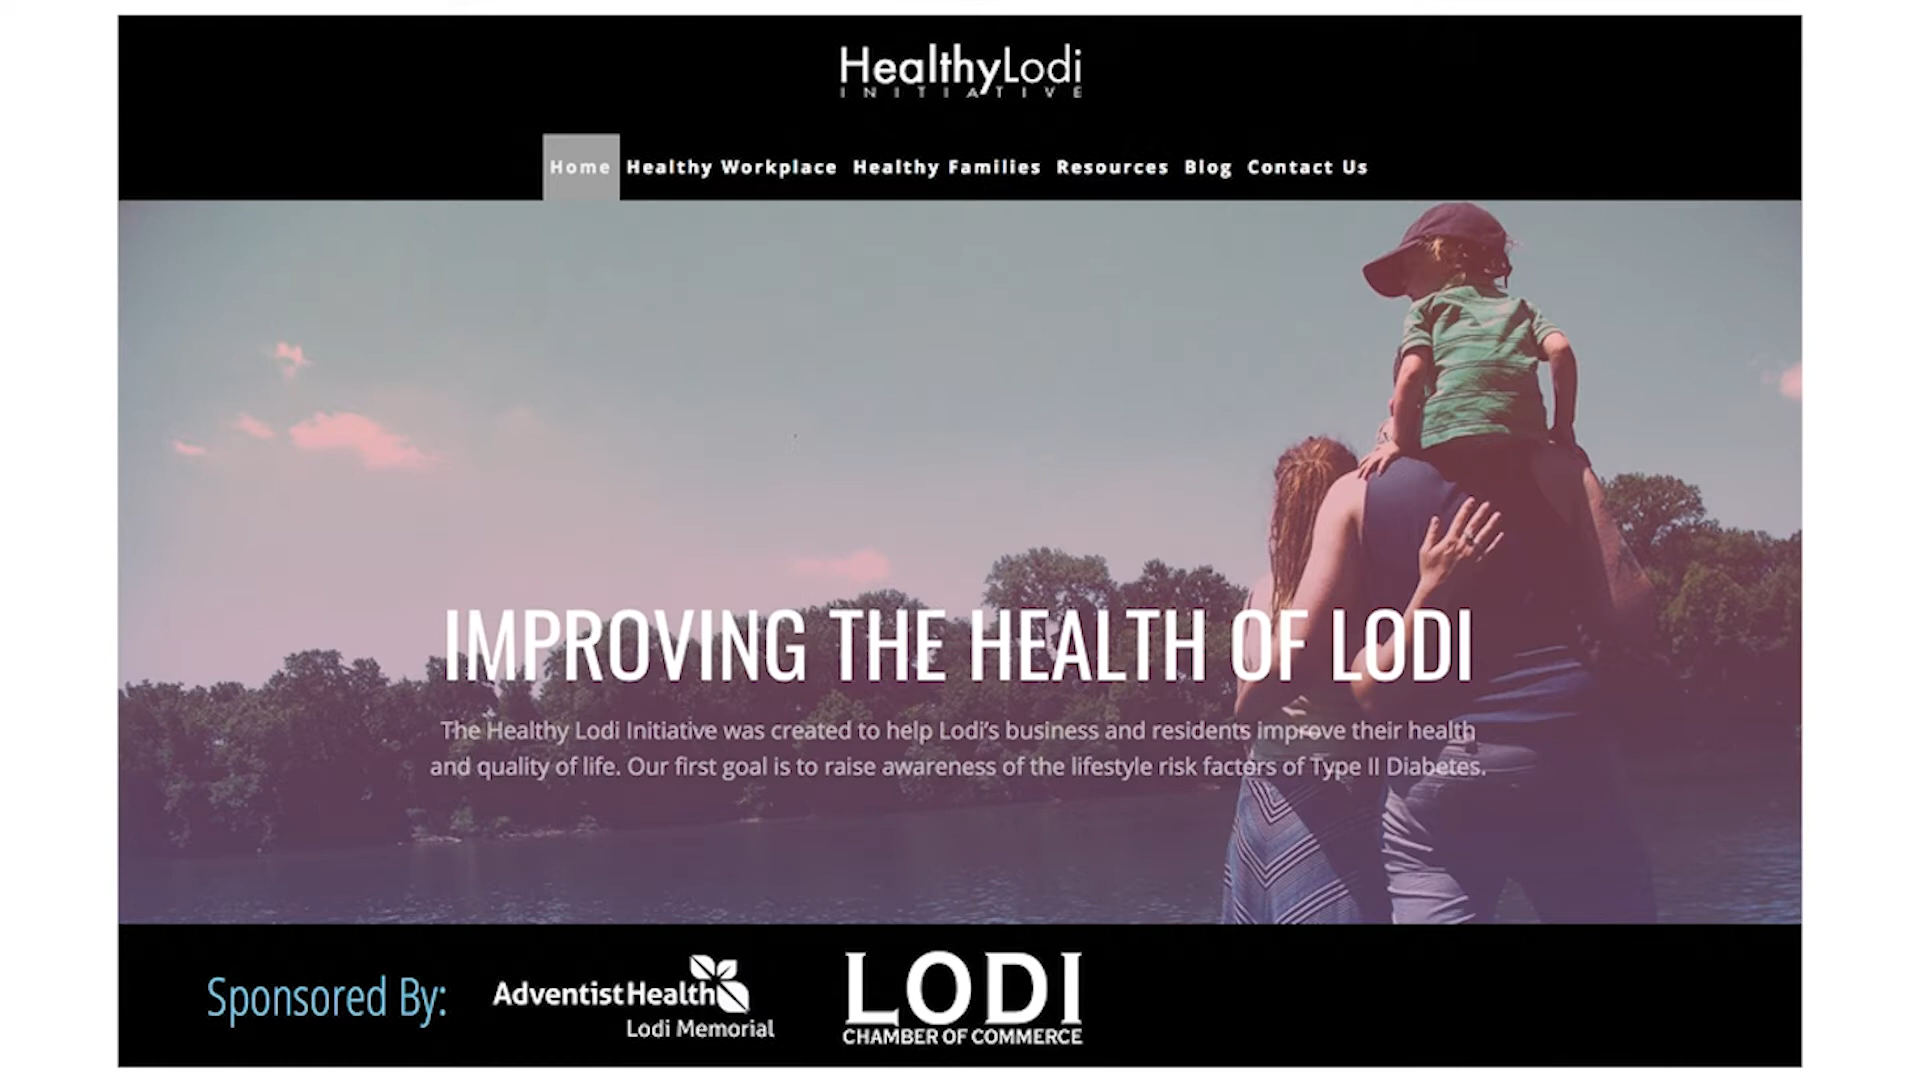 HealthyLodi
INITIATIVE
Home Healthy Workplace Healthy Families Resources Blog Contact Us
IMPROVING THE HEALTH OF LODI
The Healthy Lodi Initiative was created to help Lodi’s business and residents improve their health
and quality of life. Our first goal is to raise awareness of the lifestyle risk factors of Type II Diabetes.
Sponsored By:
AdventistHealth
Lodi Memorial
LODI
CHAMBER OF COMMERCE